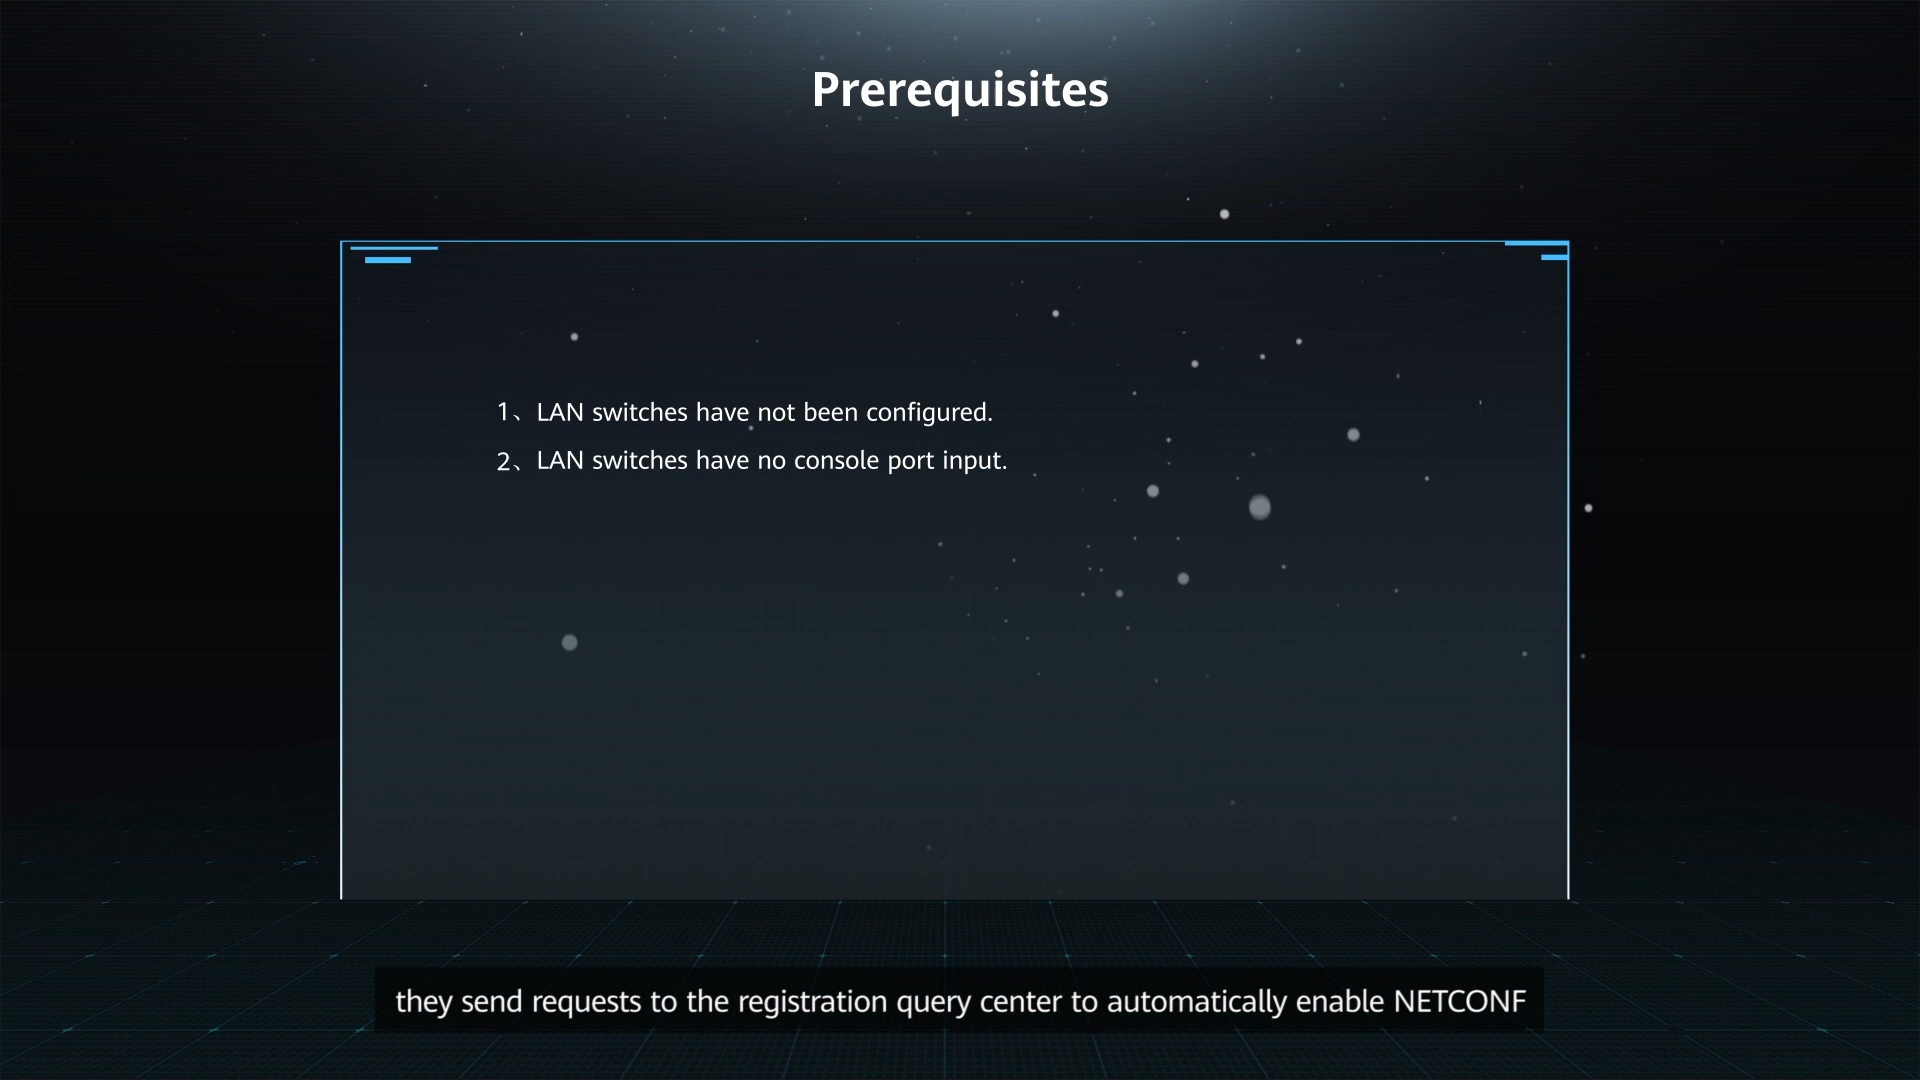 Prerequisites
1、LAN switches have not been configured.
2、LAN switches have no console port input.
they send requests to the registration query center to automatically enable NETCONF